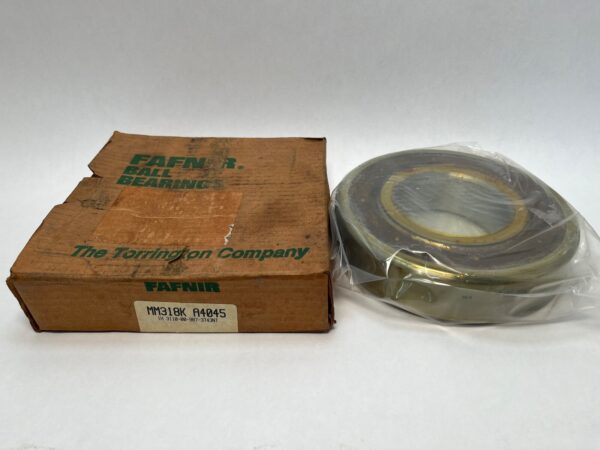 FAFNIR®
BALL
BEARINGS
The Torrington Company
FAFNIR
MM318K A4045